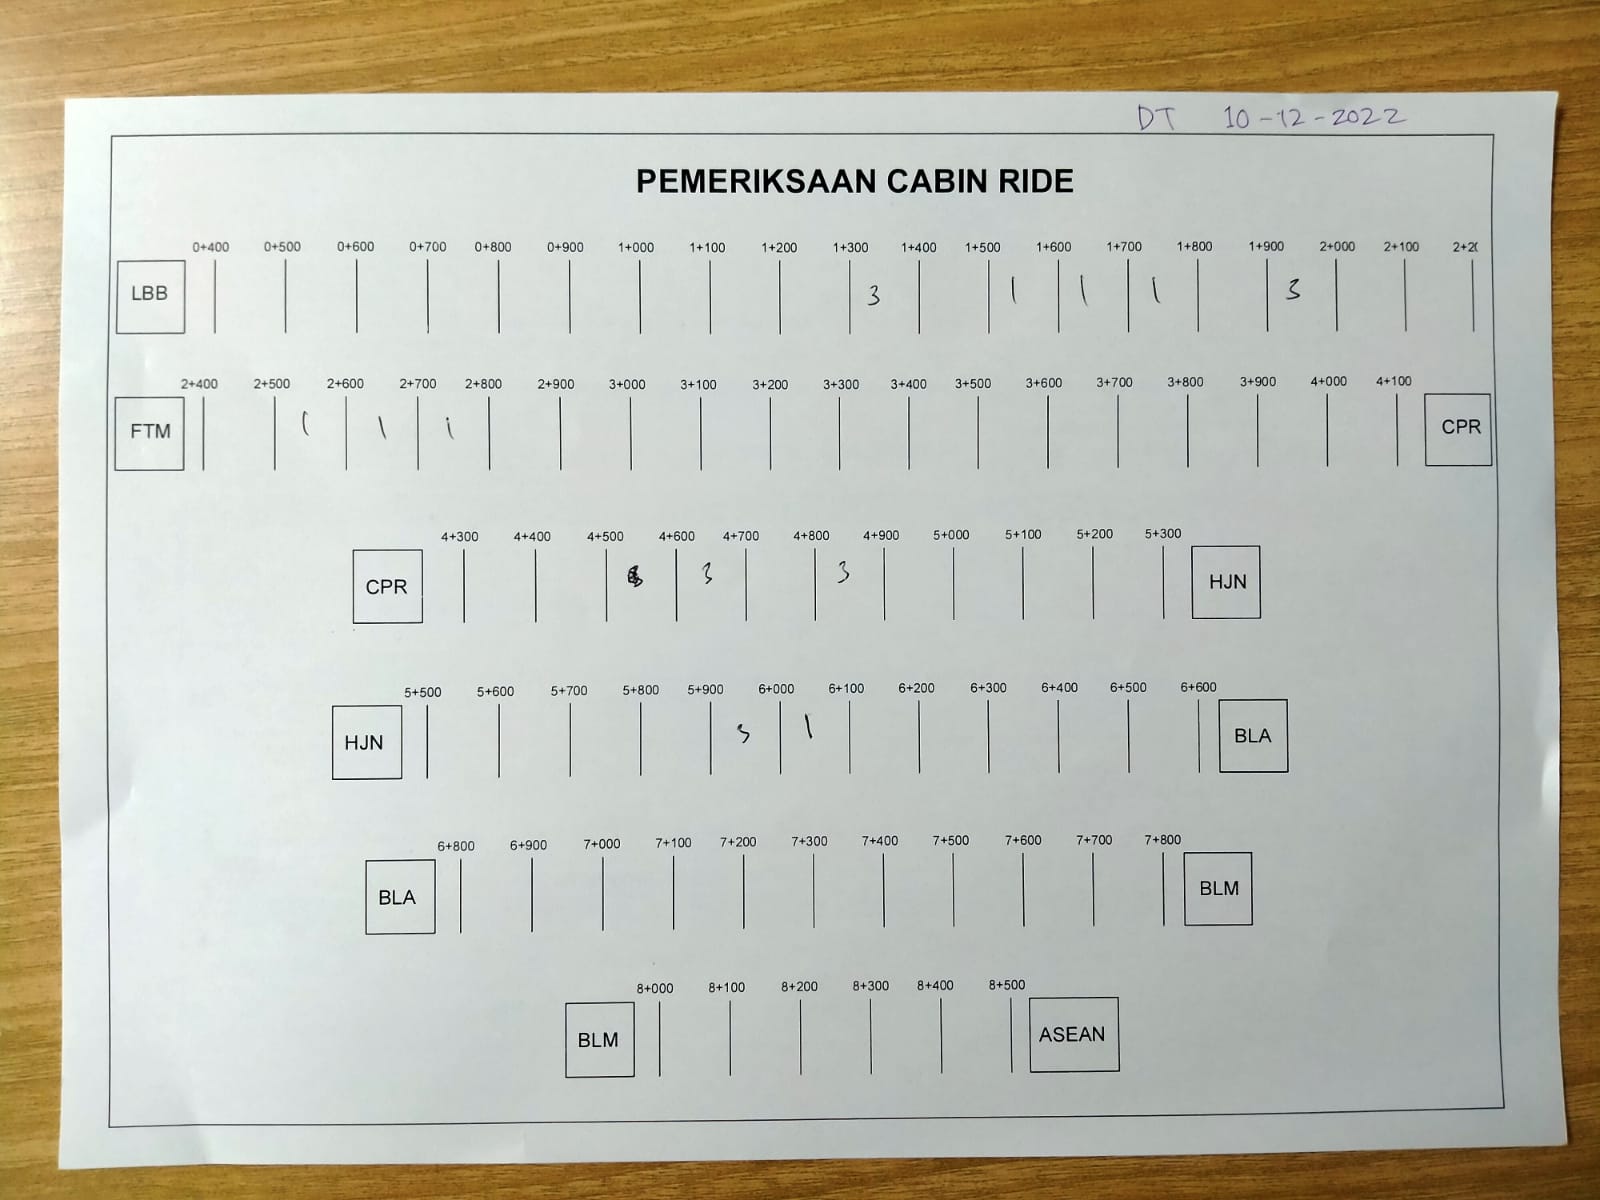 DT 10-12-2022
PEMERIKSAAN CABIN RIDE
0+400 0+500 0+600 0+700 0+800 0+900 1+000 1+100 1+200 1+300 1+400 1+500 1+600 1+700 1+800 1+900 2+000 2+100 2+20
LBB 3 1 1 1 3
2+400 2+500 2+600 2+700 2+800 2+900 3+000 3+100 3+200 3+300 3+400 3+500 3+600 3+700 3+800 3+900 4+000 4+100
FTM 1 1 1 CPR
4+300 4+400 4+500 4+600 4+700 4+800 4+900 5+000 5+100 5+200 5+300
CPR 3 3 HJN
5+500 5+600 5+700 5+800 5+900 6+000 6+100 6+200 6+300 6+400 6+500 6+600
HJN 1 BLA
6+800 6+900 7+000 7+100 7+200 7+300 7+400 7+500 7+600 7+700 7+800
BLA BLM
8+000 8+100 8+200 8+300 8+400 8+500
BLM ASEAN